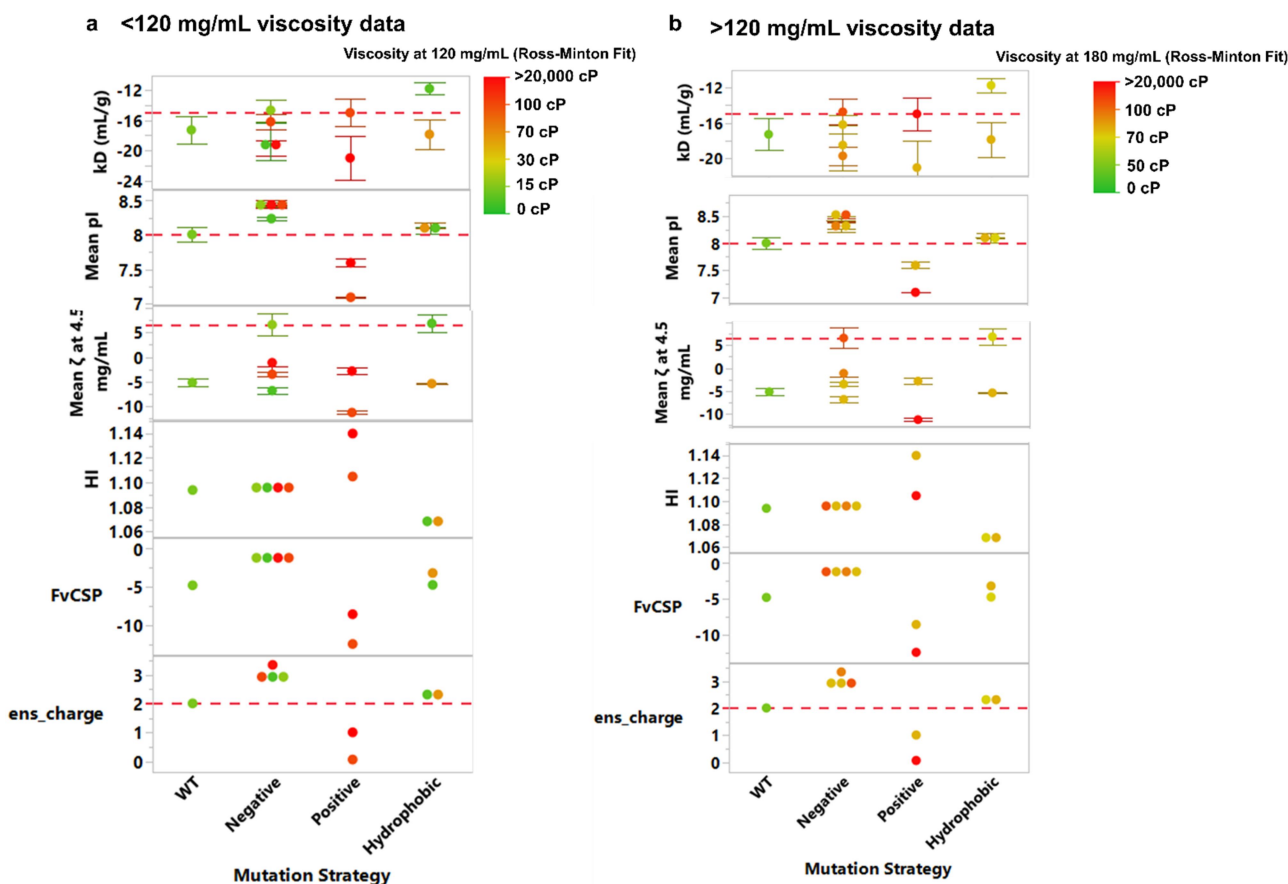 a <120 mg/mL viscosity data
Viscosity at 120 mg/mL (Ross-Minton Fit)
>20,000 cP
100 cP
70 cP
30 cP
15 cP
0 cP
kD (mL/g)
-12
-16
-20
-24
Mean pI
8.5
8
7.5
7
Mean ζ at 4.5
mg/mL
5
0
-5
-10
HI
1.14
1.12
1.10
1.08
1.06
FvCSP
0
-5
-10
ens_charge
3
2
1
0
WT
Negative
Positive
Hydrophobic
Mutation Strategy
b >120 mg/mL viscosity data
Viscosity at 180 mg/mL (Ross-Minton Fit)
>20,000 cP
100 cP
70 cP
50 cP
0 cP
kD (mL/g)
-12
-16
-20
Mean pI
8.5
8
7.5
7
Mean ζ at 4.5
mg/mL
5
0
-5
-10
HI
1.14
1.12
1.10
1.08
1.06
FvCSP
0
-5
-10
ens_charge
3
2
1
0
WT
Negative
Positive
Hydrophobic
Mutation Strategy